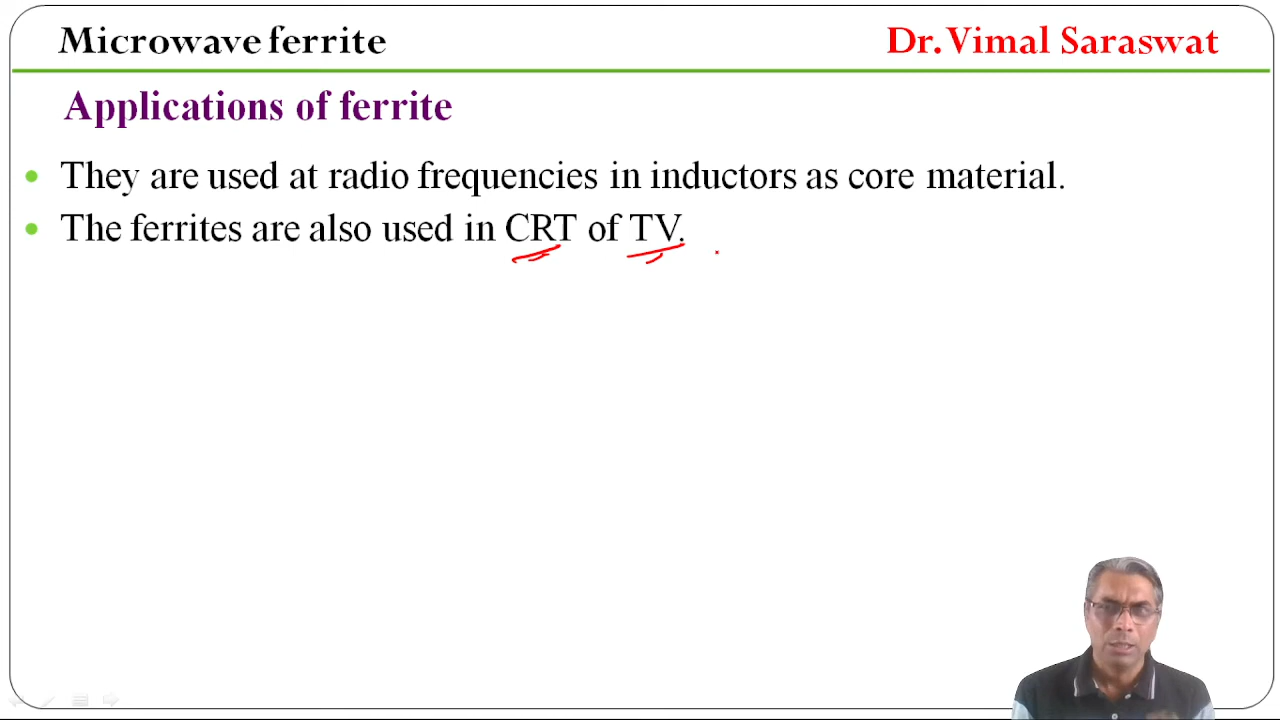 Microwave ferrite
Dr. Vimal Saraswat
Applications of ferrite
They are used at radio frequencies in inductors as core material.
The ferrites are also used in CRT of TV.